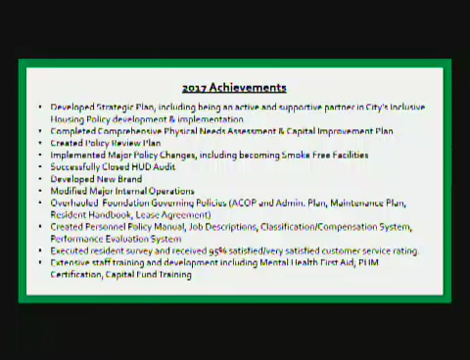 2017 Achievements
• Developed Strategic Plan, including being an active and supportive partner in City's Inclusive
Housing Policy development & implementation
• Completed Comprehensive Physical Needs Assessment & Capital Improvement Plan
• Created Policy Review Plan
• Implemented Major Policy Changes, including becoming Smoke Free Facilities
• Successfully Closed HUD Audit
• Developed New Brand
• Modified Major Internal Operations
• Overhauled Foundation Governing Policies (ACOP and Admin. Plan, Maintenance Plan,
Resident Handbook, Lease Agreement)
• Created Personnel Policy Manual, Job Descriptions, Classification/Compensation System,
Performance Evaluation System
• Executed resident survey and received 95% satisfied/very satisfied customer service rating.
• Extensive staff training and development including Mental Health First Aid, PHM
Certification, Capital Fund Training